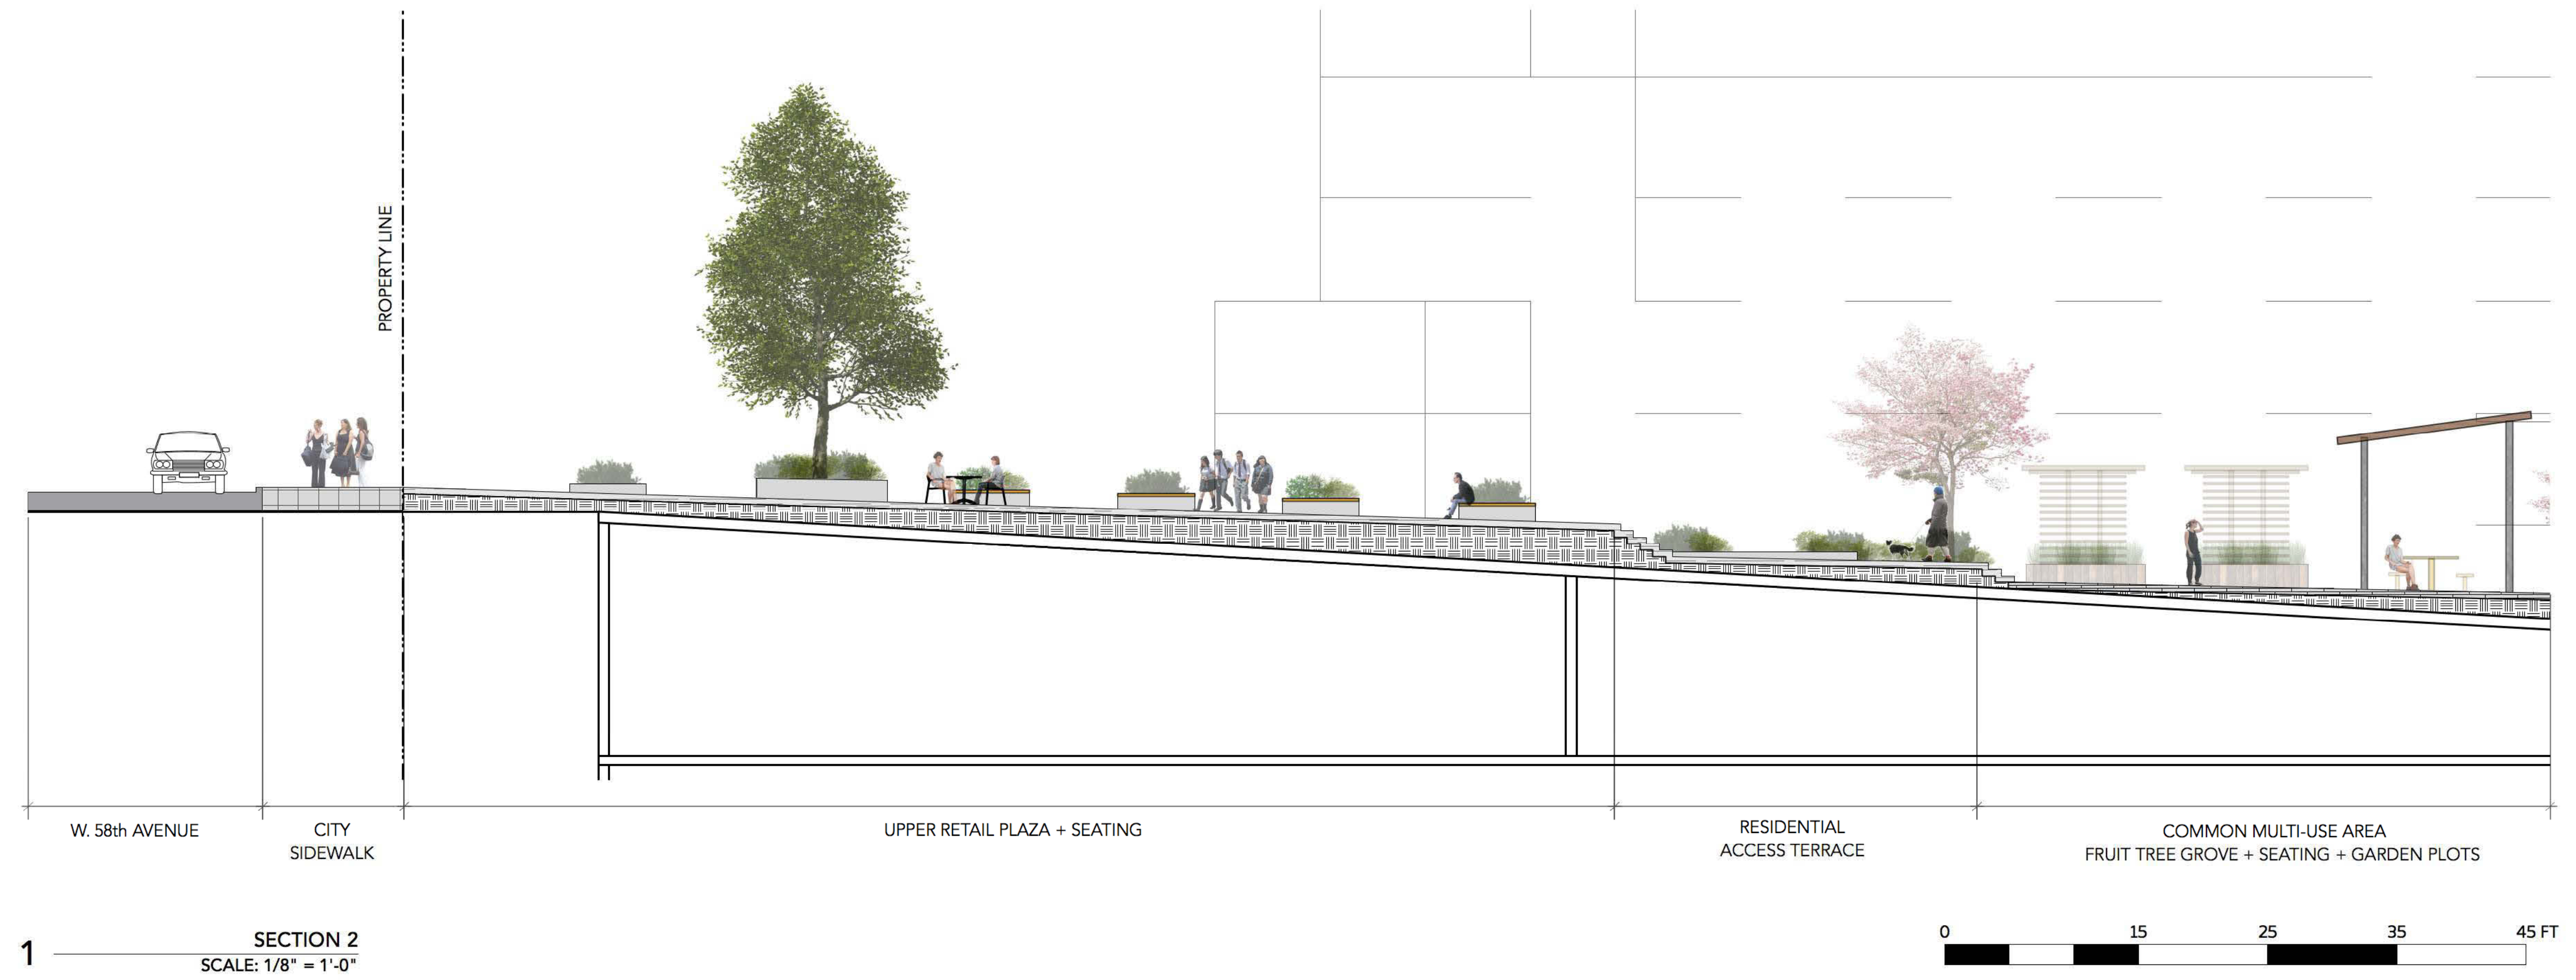 PROPERTY LINE
W. 58th AVENUE
CITY
SIDEWALK
UPPER RETAIL PLAZA + SEATING
RESIDENTIAL
ACCESS TERRACE
COMMON MULTI-USE AREA
FRUIT TREE GROVE + SEATING + GARDEN PLOTS
1
SECTION 2
SCALE: 1/8" = 1'-0"
0 15 25 35 45 FT